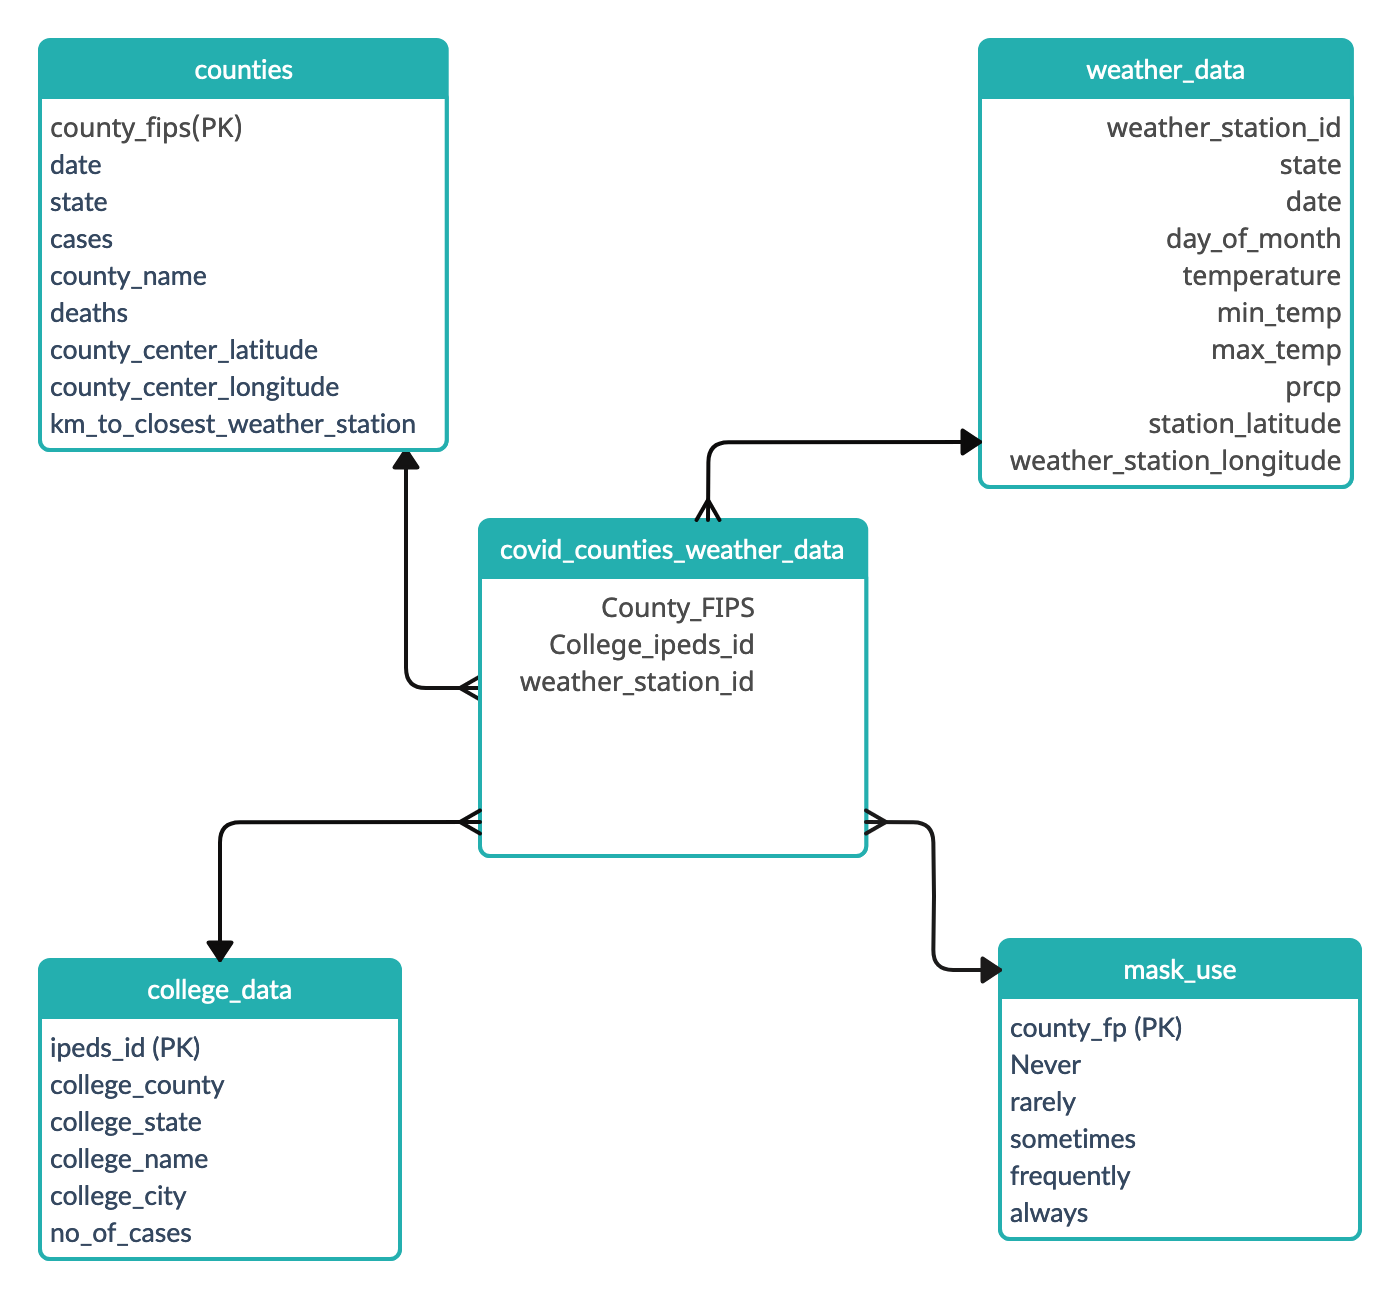 counties
county_fips(PK)
date
state
cases
county_name
deaths
county_center_latitude
county_center_longitude
km_to_closest_weather_station
weather_data
weather_station_id
state
date
day_of_month
temperature
min_temp
max_temp
prcp
station_latitude
weather_station_longitude
covid_counties_weather_data
County_FIPS
College_ipeds_id
weather_station_id
college_data
ipeds_id (PK)
college_county
college_state
college_name
college_city
no_of_cases
mask_use
county_fp (PK)
Never
rarely
sometimes
frequently
always